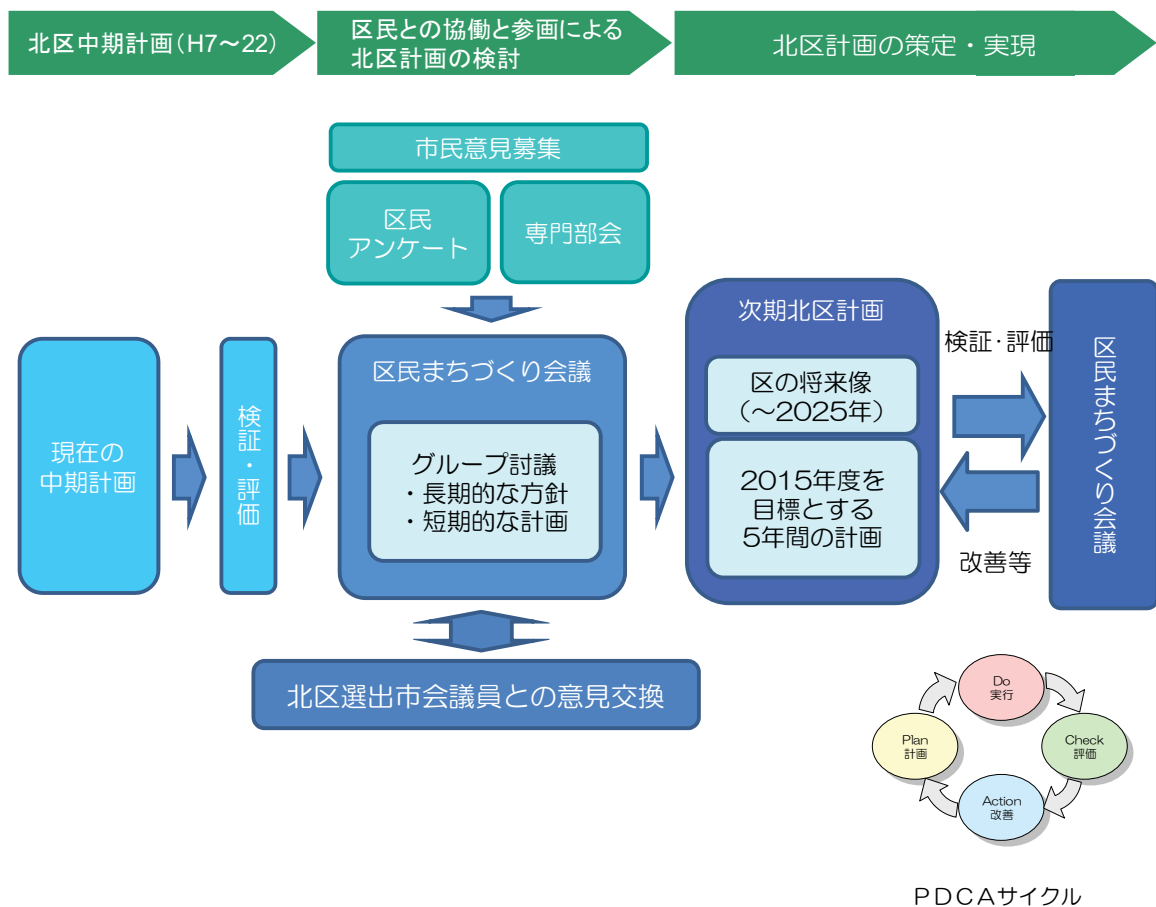 北区中期計画(H7～22)
区民との協働と参画による
北区計画の検討
北区計画の策定・実現
市民意見募集
区民
アンケート
専門部会
現在の
中期計画
検証・評価
区民まちづくり会議
グループ討議
・長期的な方針
・短期的な計画
北区選出市会議員との意見交換
次期北区計画
区の将来像
(～2025年)
2015年度を
目標とする
5年間の計画
検証・評価
改善等
区民まちづくり会議
Do
実行
Plan
計画
Check
評価
Action
改善
PDCAサイクル